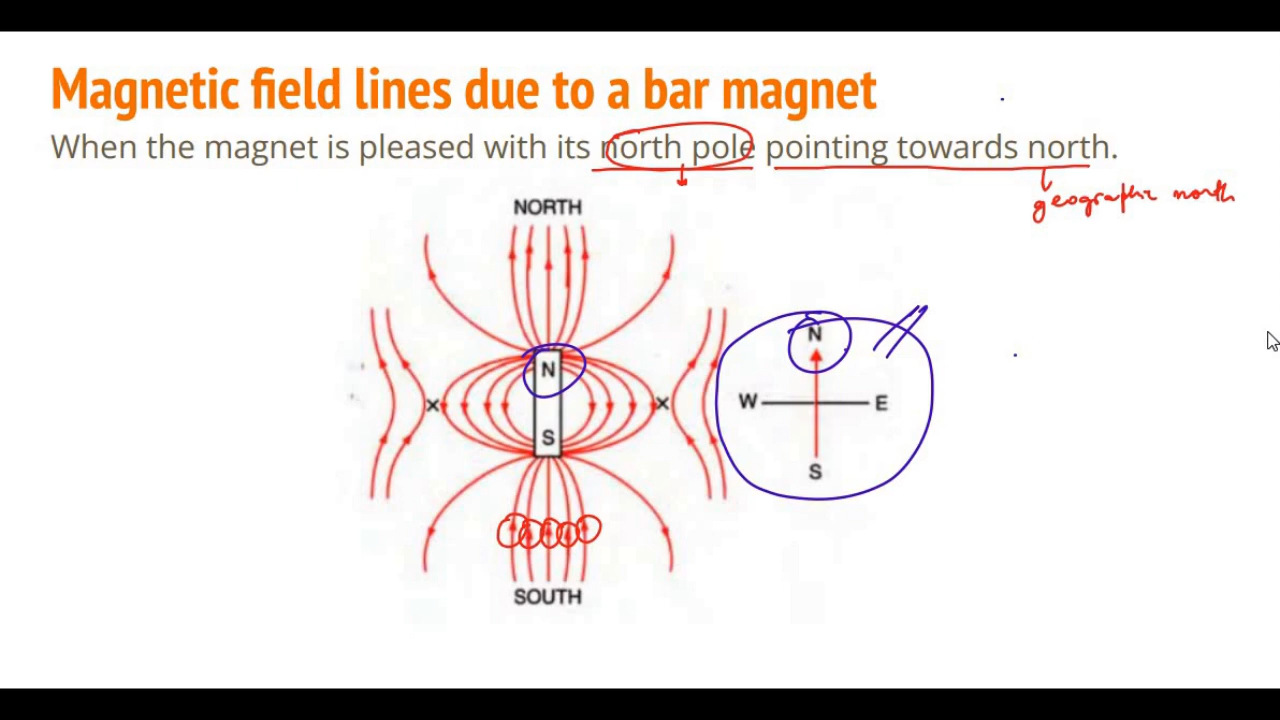 Magnetic field lines due to a bar magnet
When the magnet is pleased with its north pole pointing towards north.
geographic north
NORTH
N
N
×
×
W
E
S
S
SOUTH